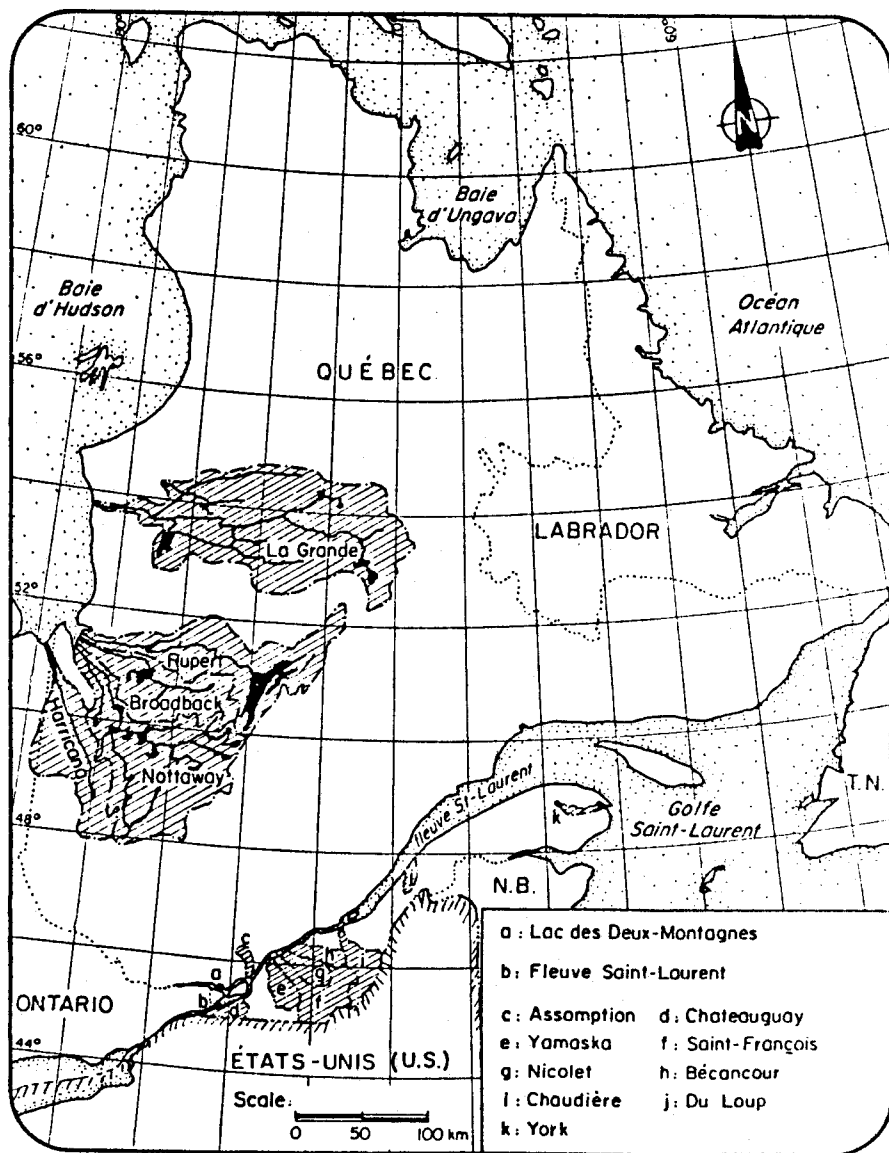 80°
70
60°
60°
Baie
d'Ungava
Baie
d'Hudson
Océan
Atlantique
56°
QUÉBEC
LABRADOR
La Grande
52°
Rupert
Broadback
Harricana
Nottaway
48°
Fleuve St-Laurent
k
Golfe
Saint-Laurent
T.N.
N.B.
N
a
b
d
e
g
f
h
i
ONTARIO
44°
ÉTATS-UNIS (U.S.)
Scale:
0 50 100 km
a: Lac des Deux-Montagnes
b: Fleuve Saint-Laurent
c: Assomption d: Chateauguay
e: Yamaska f: Saint-François
g: Nicolet h: Bécancour
i: Chaudière j: Du Loup
k: York